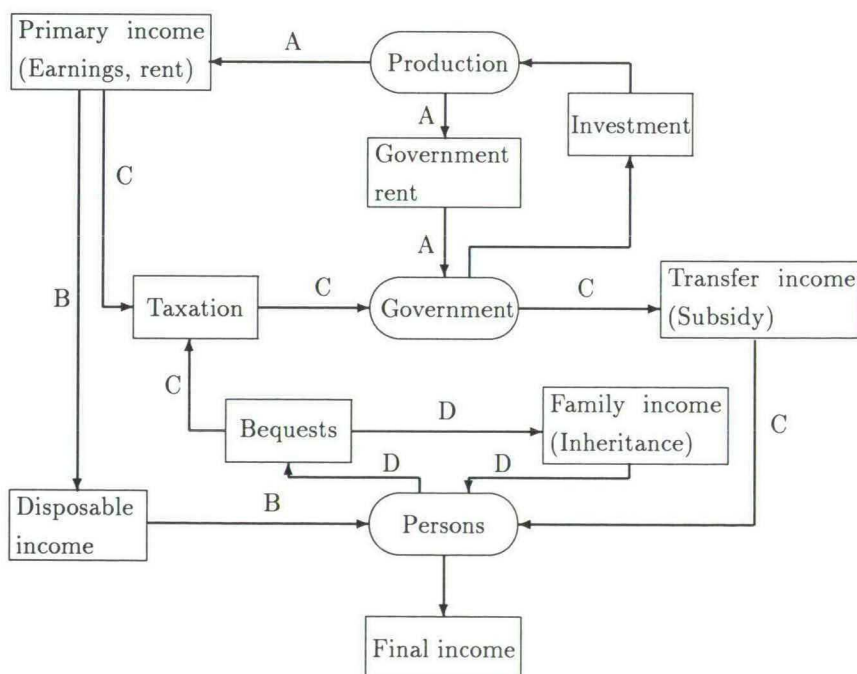 Primary income
(Earnings, rent)
A
Production
A
Investment
Government
rent
C
A
B
Taxation
C
Government
C
Transfer income
(Subsidy)
C
Bequests
D
Family income
(Inheritance)
C
D
D
Disposable
income
B
Persons
Final income